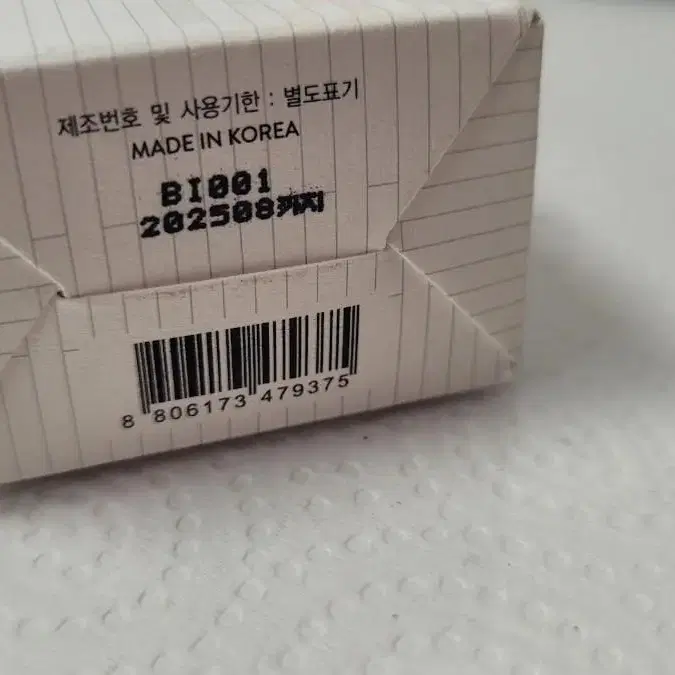 제조번호 및 사용기한 : 별도표기
MADE IN KOREA
BI001
202508까지
8 806173 479375